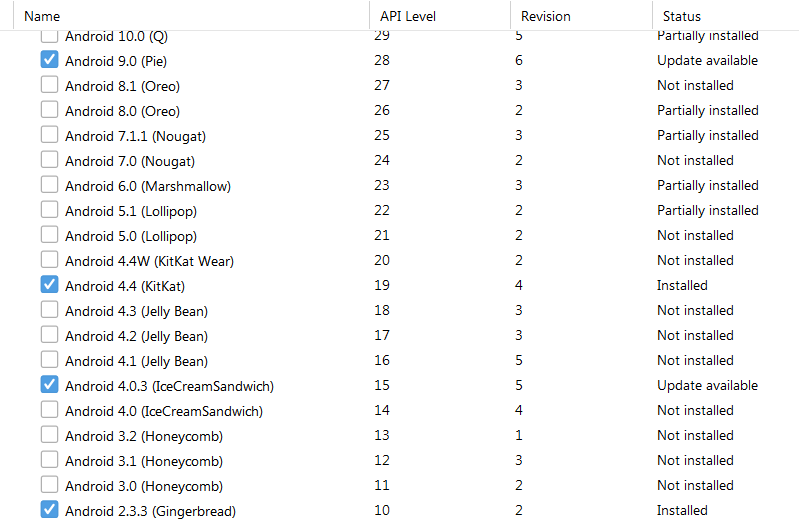 Name API Level Revision Status
Android 10.0 (Q) 29 5 Partially installed
Android 9.0 (Pie) 28 6 Update available
Android 8.1 (Oreo) 27 3 Not installed
Android 8.0 (Oreo) 26 2 Partially installed
Android 7.1.1 (Nougat) 25 3 Partially installed
Android 7.0 (Nougat) 24 2 Not installed
Android 6.0 (Marshmallow) 23 3 Partially installed
Android 5.1 (Lollipop) 22 2 Partially installed
Android 5.0 (Lollipop) 21 2 Not installed
Android 4.4W (KitKat Wear) 20 2 Not installed
Android 4.4 (KitKat) 19 4 Installed
Android 4.3 (Jelly Bean) 18 3 Not installed
Android 4.2 (Jelly Bean) 17 3 Not installed
Android 4.1 (Jelly Bean) 16 5 Not installed
Android 4.0.3 (IceCreamSandwich) 15 5 Update available
Android 4.0 (IceCreamSandwich) 14 4 Not installed
Android 3.2 (Honeycomb) 13 1 Not installed
Android 3.1 (Honeycomb) 12 3 Not installed
Android 3.0 (Honeycomb) 11 2 Not installed
Android 2.3.3 (Gingerbread) 10 2 Installed